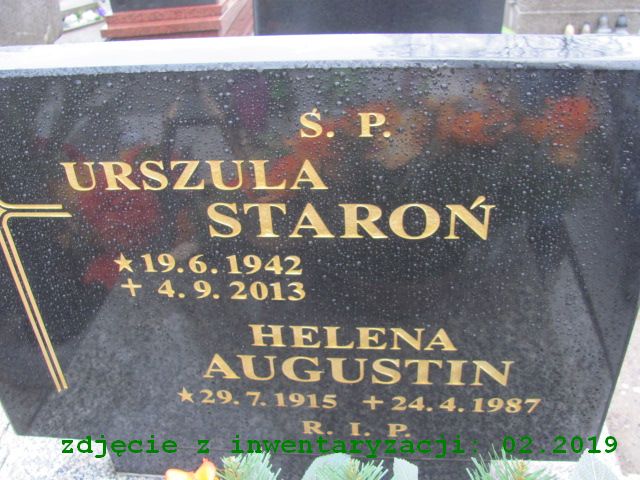 Ś. P.
URSZULA
STAROŃ
★ 19.6.1942
+ 4.9.2013
HELENA
AUGUSTIN
★ 29.7.1915 + 24.4.1987
R. I. P.
zdjęcie z inwentaryzacji: 02.2019